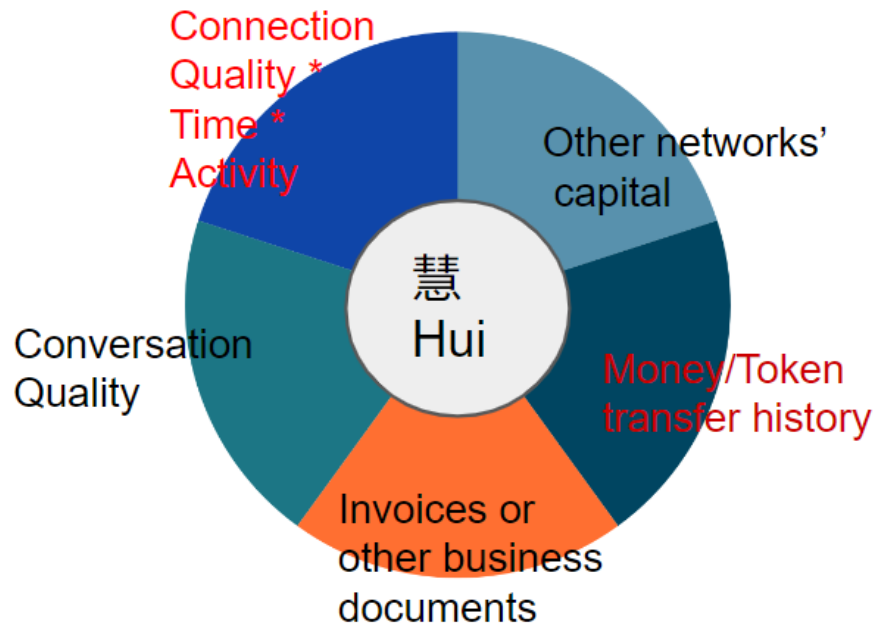 Connection
Quality *
Time *
Activity
Other networks’
capital
慧
Hui
Conversation
Quality
Money/Token
transfer history
Invoices or
other business
documents